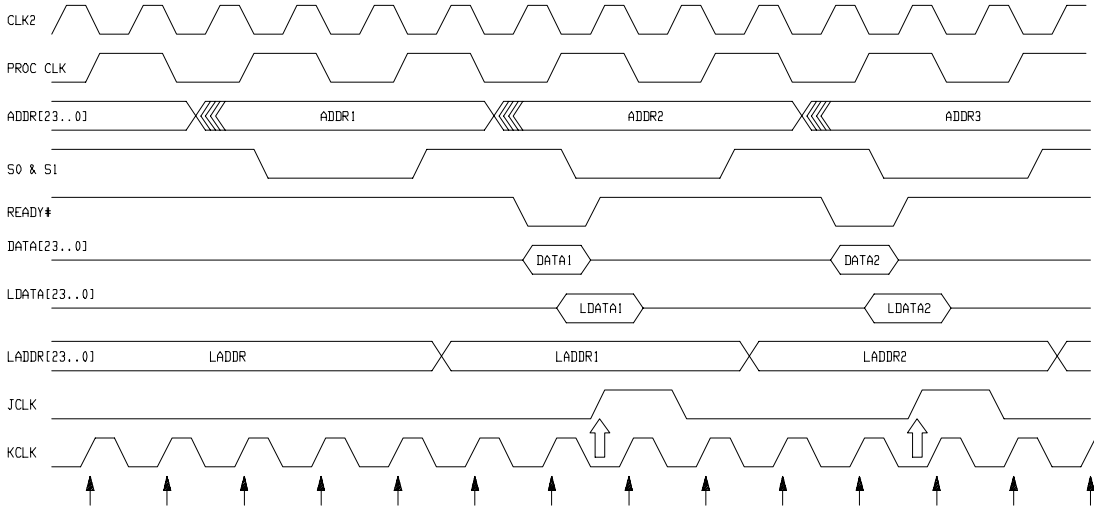 CLK2
PROC CLK
ADDR[23..0] ADDR1 ADDR2 ADDR3
S0 & S1
READY#
DATA[23..0] DATA1 DATA2
LDATA[23..0] LDATA1 LDATA2
LADDR[23..0] LADDR LADDR1 LADDR2
JCLK
KCLK